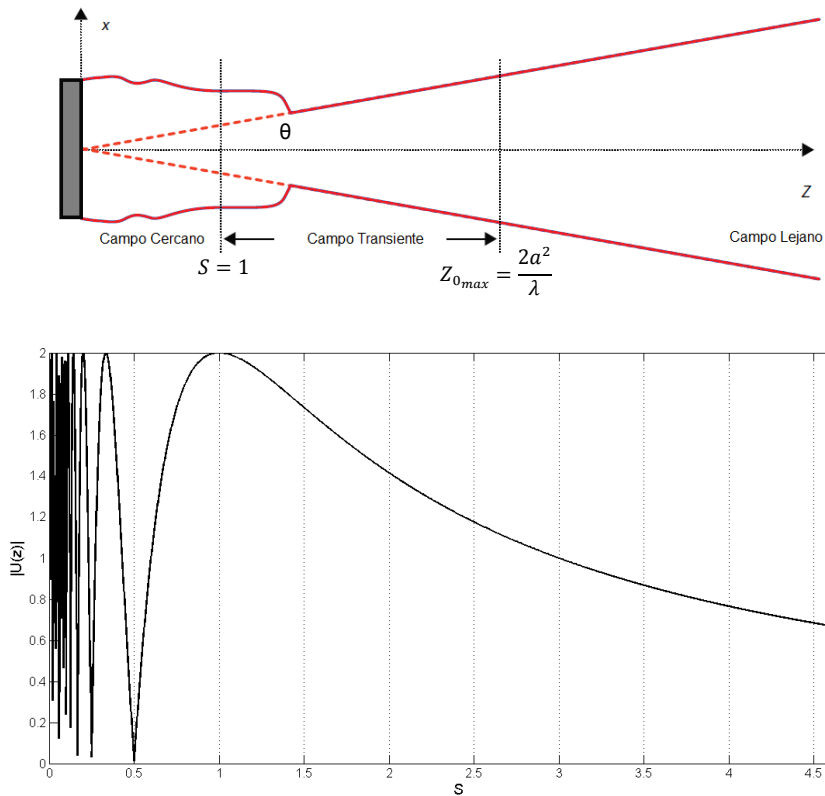 x
θ
Z
Campo Cercano
Campo Transiente
Campo Lejano
S = 1
Z₀ₘₐₓ = 2a²/λ
2
1.8
1.6
1.4
1.2
1
0.8
0.6
0.4
0.2
0
|U(z)|
0 0.5 1 1.5 2 2.5 3 3.5 4 4.5
S